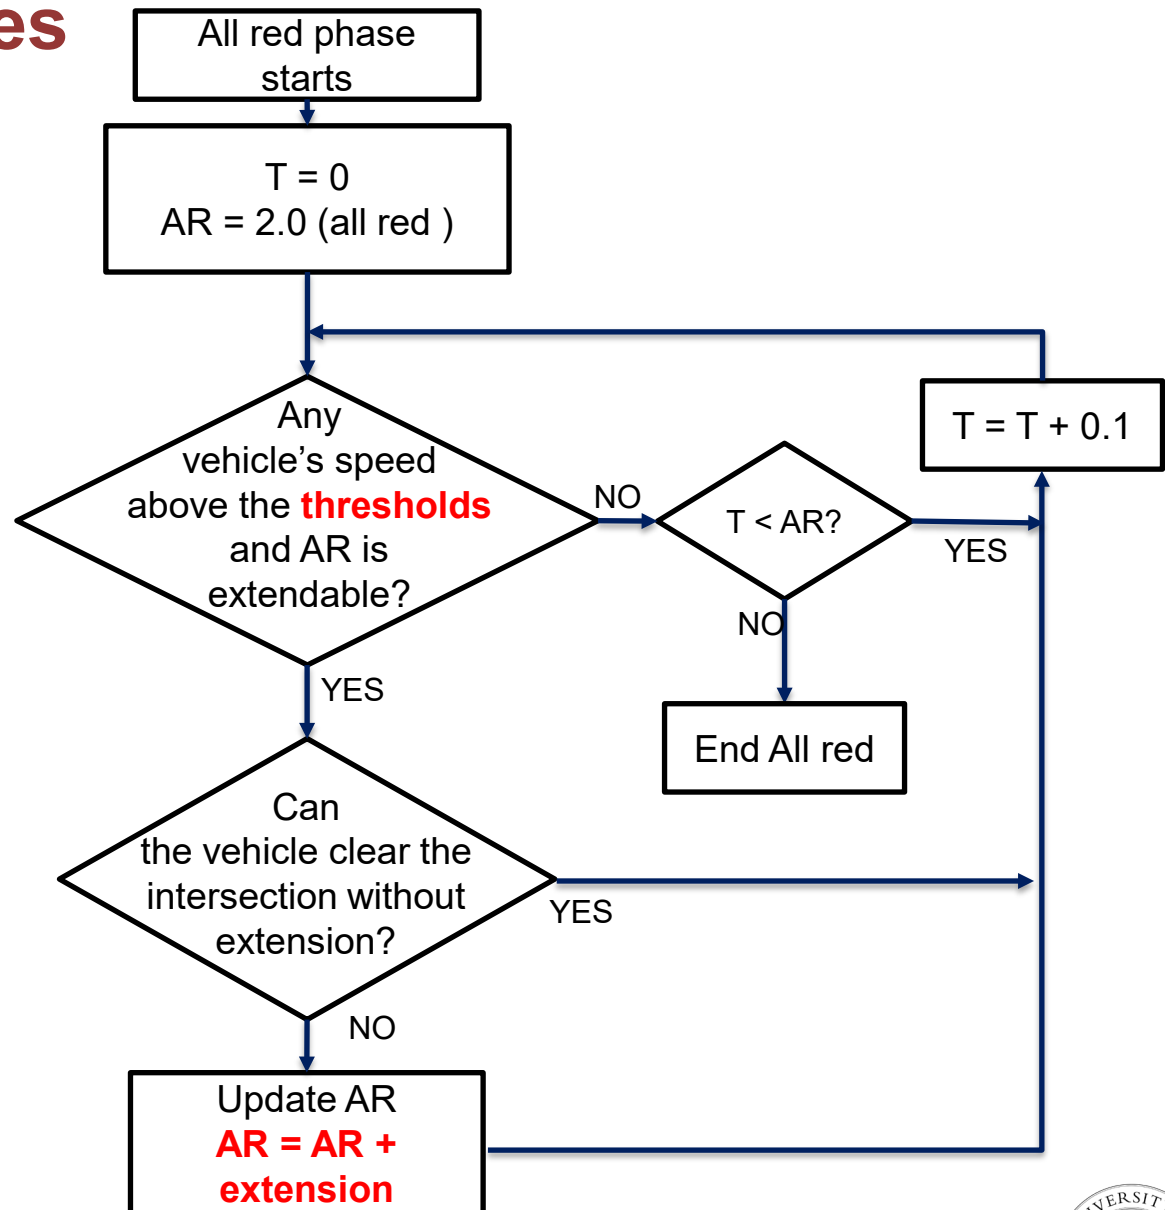 es
All red phase
starts
T = 0
AR = 2.0 (all red )
Any
vehicle’s speed
above the thresholds
and AR is
extendable?
NO
T < AR?
YES
T = T + 0.1
NO
End All red
YES
Can
the vehicle clear the
intersection without
extension?
YES
NO
Update AR
AR = AR +
extension
VERSIT